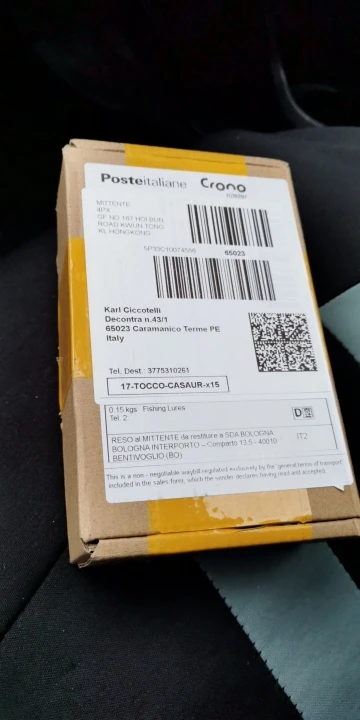 Posteitaliane Crono
MITTENTE
4PX
GF NO 167 HOI BUN
ROAD KWUN TONG
KL HONGKONG
65023
Karl Ciccotelli
Decontra n.43/1
65023 Caramanico Terme PE
Italy
Tel. Dest.: 3775310261
17-TOCCO-CASAUR-x15
0.15 kgs Fishing Lures
Tel. 2
D
RESO al MITTENTE da restituire a SDA BOLOGNA
BOLOGNA INTERPORTO – Comparto 13.5 - 40010
BENTIVOGLIO (BO)
IT2
This is a non - negotiable waybill regulated exclusively by the 'general terms of transport'
included in the sales form, which the sender declares having read and accepted.